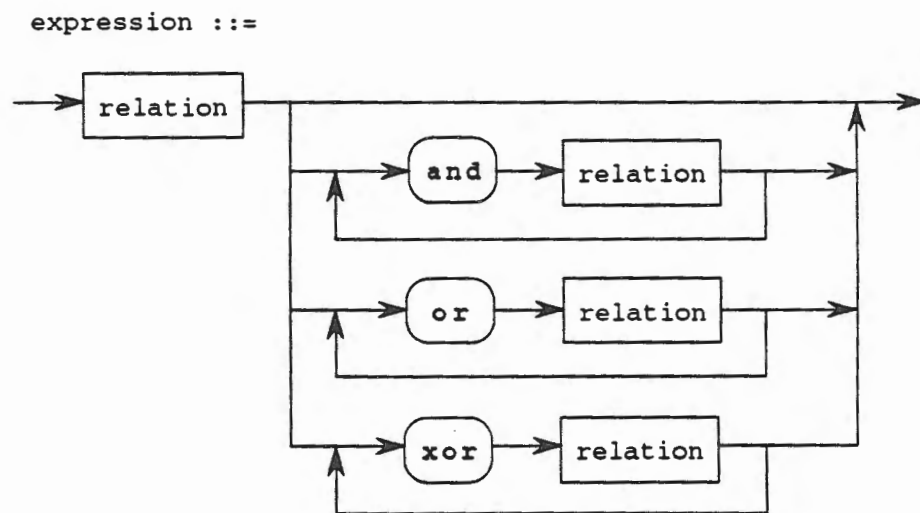 expression ::=
relation
and relation
or relation
xor relation